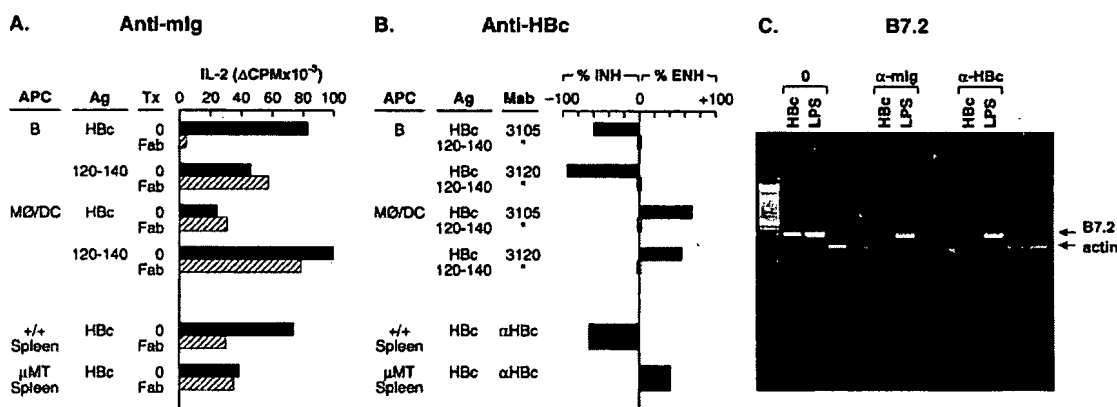 A. Anti-mIg
IL-2 (ΔCPMx10⁻³)
APC Ag Tx 0 20 40 60 80 100
B HBc 0
Fab
120-140 0
Fab
MØ/DC HBc 0
Fab
120-140 0
Fab
+/+ HBc 0
Spleen Fab
μMT HBc 0
Spleen Fab
B. Anti-HBc
% INH % ENH
APC Ag Mab -100 0 +100
B HBc 3105
120-140 "
HBc 3120
120-140 "
MØ/DC HBc 3105
120-140 "
HBc 3120
120-140 "
+/+ HBc αHBc
Spleen
μMT HBc αHBc
Spleen
C. B7.2
0 α-mIg α-HBc
HBc LPS HBc LPS HBc LPS
B7.2
actin